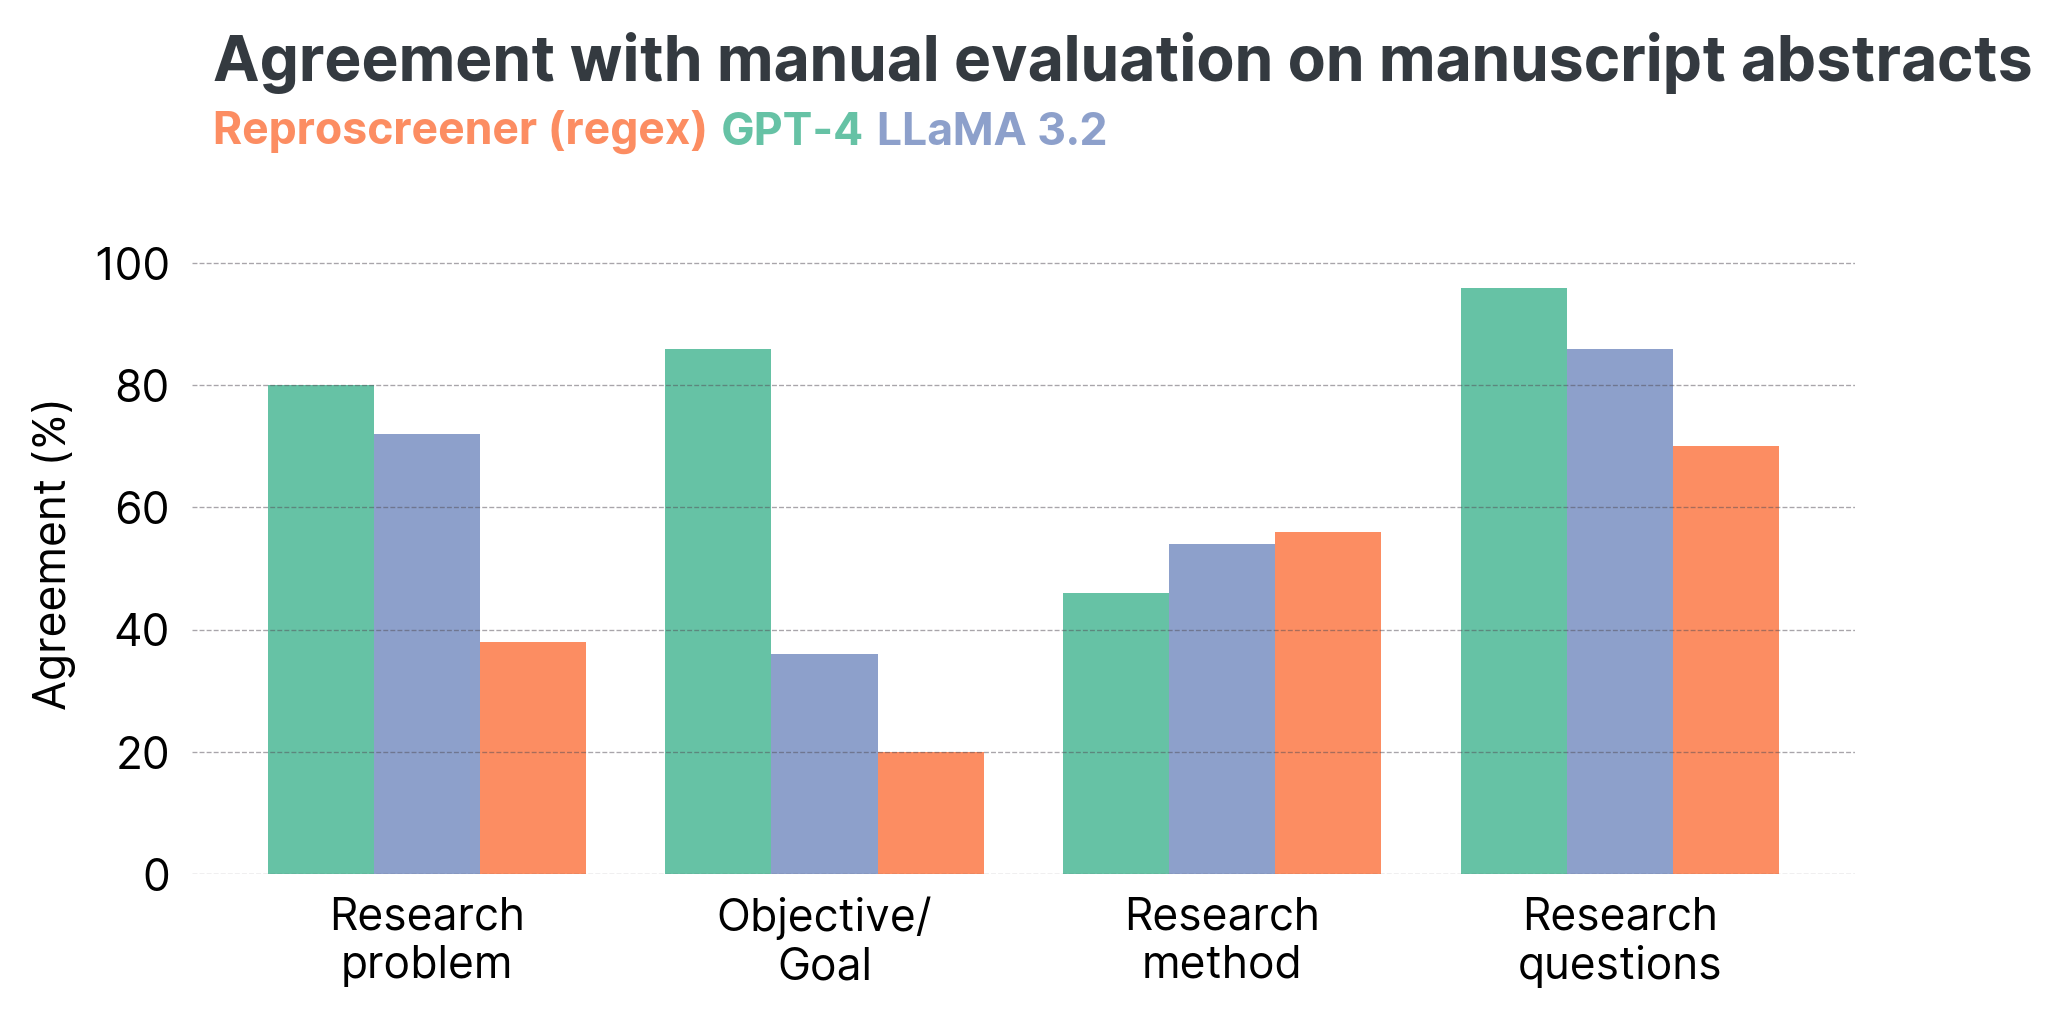 Agreement with manual evaluation on manuscript abstracts
Reproscreener (regex) GPT-4 LLaMA 3.2
Agreement (%)
100
80
60
40
20
0
Research
problem
Objective/
Goal
Research
method
Research
questions